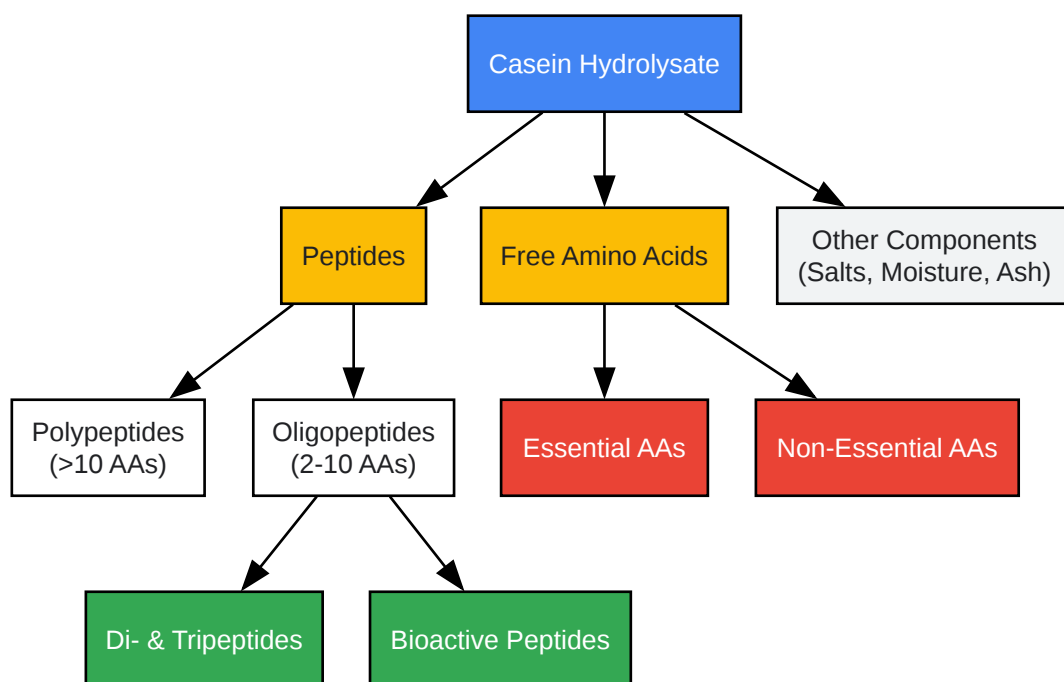 Casein Hydrolysate
Peptides
Free Amino Acids
Other Components
(Salts, Moisture, Ash)
Polypeptides
(>10 AAs)
Oligopeptides
(2-10 AAs)
Essential AAs
Non-Essential AAs
Di- & Tripeptides
Bioactive Peptides